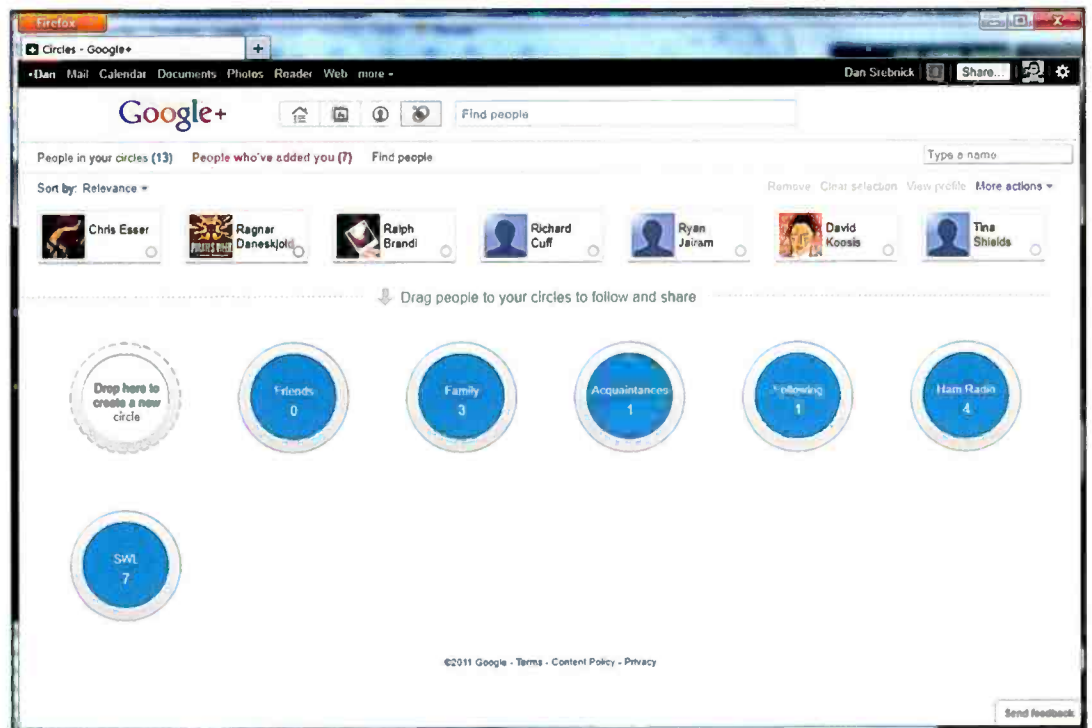 Firefox
Circles - Google+
+
+Dan Mail Calendar Documents Photos Reader Web more
Dan Srebnick Share...
Google+
Find people
People in your circles (13) People who've added you (7) Find people
Type a name
Sort by: Relevance
Remove Clear selection View profile More actions
Chris Esser
Ragnar
Daneskjold
Ralph
Brandi
Richard
Cuff
Ryan
Jairam
David
Koosis
Tina
Shields
Drag people to your circles to follow and share
Drop here to
create a new
circle
Friends
0
Family
3
Acquaintances
1
Following
1
Ham Radio
4
SWL
7
©2011 Google - Terms - Content Policy - Privacy
Send feedback